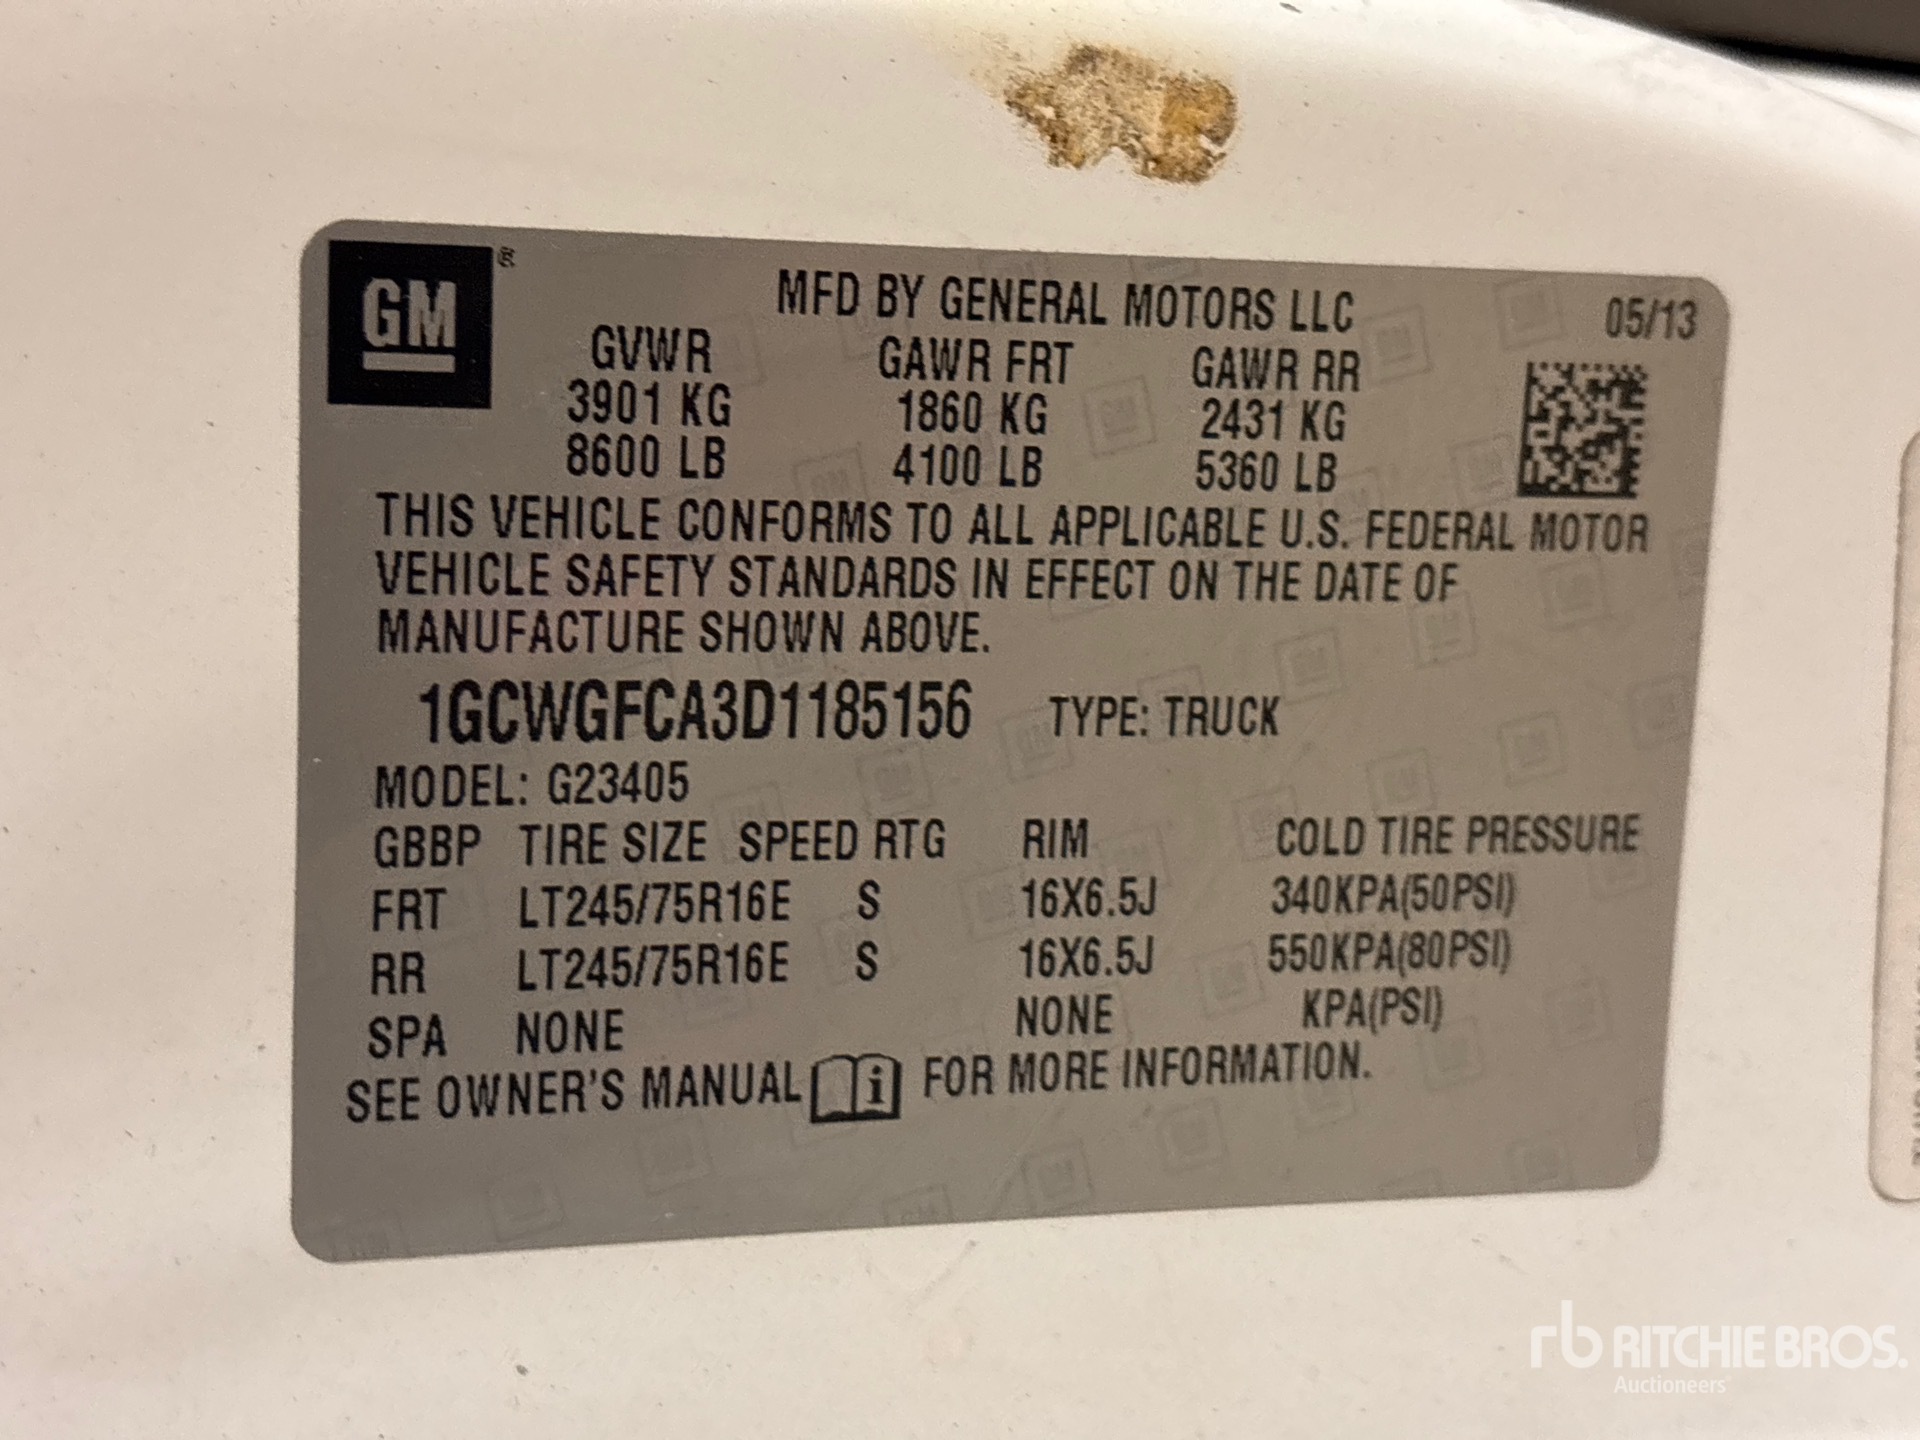 GM®
MFD BY GENERAL MOTORS LLC 05/13
GVWR GAWR FRT GAWR RR
3901 KG 1860 KG 2431 KG
8600 LB 4100 LB 5360 LB
THIS VEHICLE CONFORMS TO ALL APPLICABLE U.S. FEDERAL MOTOR
VEHICLE SAFETY STANDARDS IN EFFECT ON THE DATE OF
MANUFACTURE SHOWN ABOVE.
1GCWGFCA3D1185156 TYPE: TRUCK
MODEL: G23405
GBBP TIRE SIZE SPEED RTG RIM COLD TIRE PRESSURE
FRT LT245/75R16E S 16X6.5J 340KPA(50PSI)
RR LT245/75R16E S 16X6.5J 550KPA(80PSI)
SPA NONE NONE KPA(PSI)
SEE OWNER'S MANUAL i FOR MORE INFORMATION.
rb RITCHIE BROS.
Auctioneers